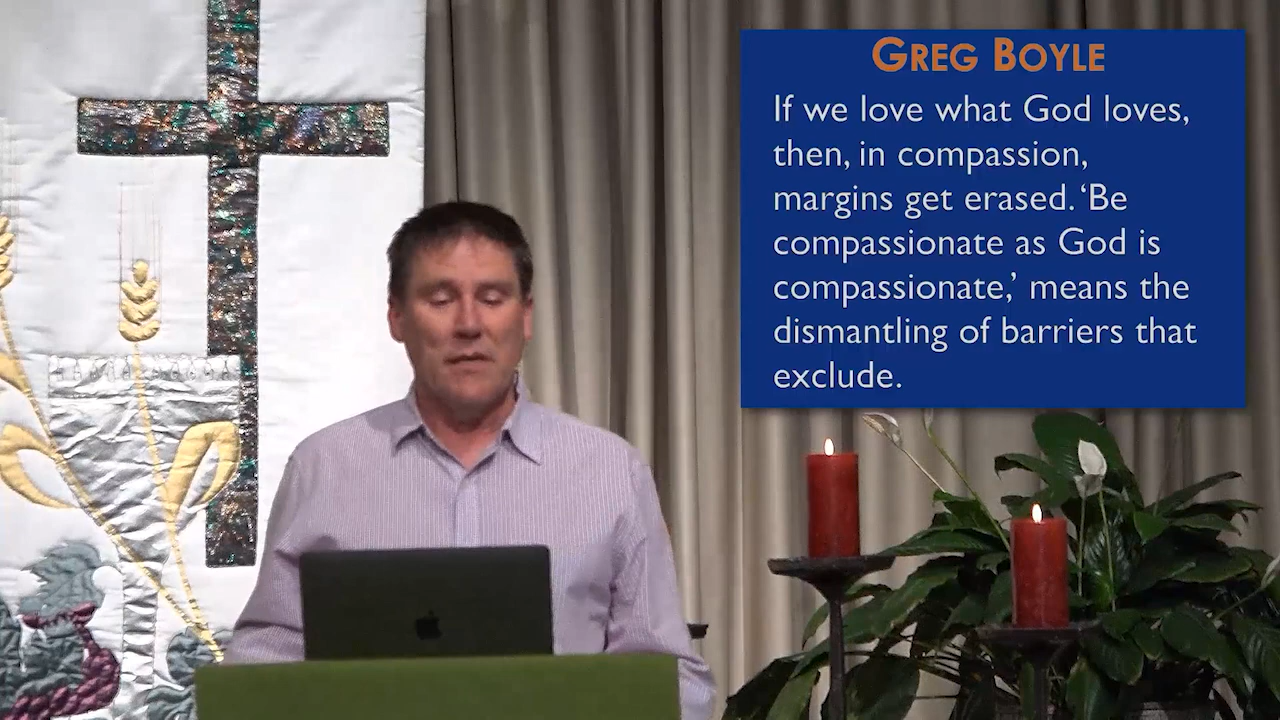 GREG BOYLE
If we love what God loves,
then, in compassion,
margins get erased. ‘Be
compassionate as God is
compassionate,’ means the
dismantling of barriers that
exclude.